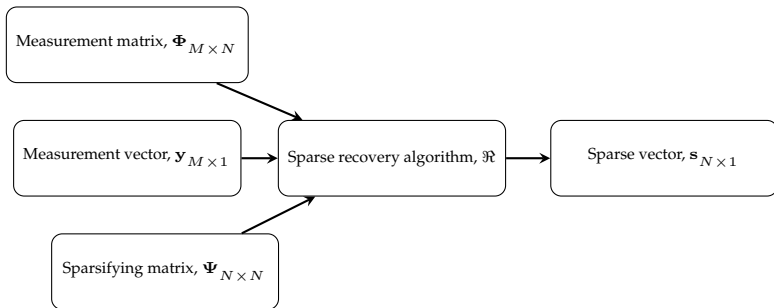 Measurement matrix, Φ_{M×N}
Measurement vector, y_{M×1}
Sparse recovery algorithm, ℜ
Sparse vector, s_{N×1}
Sparsifying matrix, Ψ_{N×N}